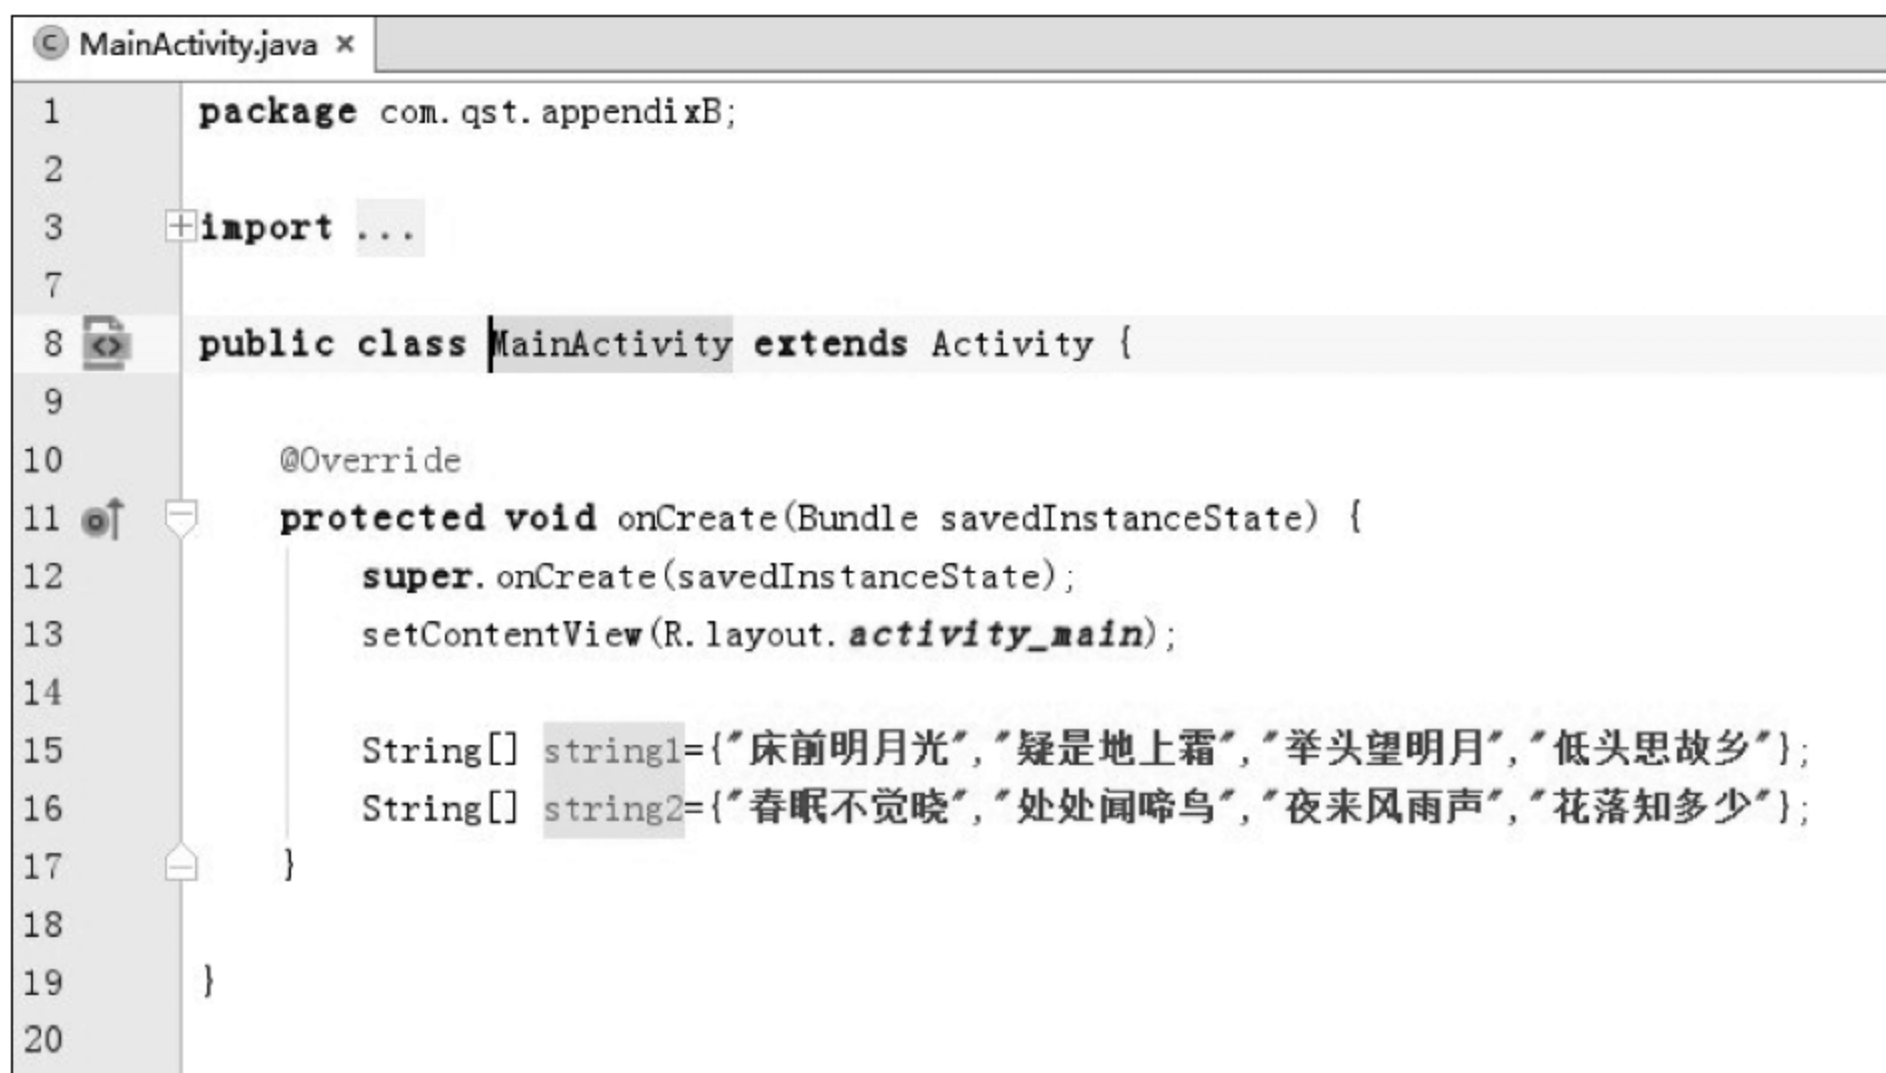 MainActivity.java ×
1 package com.qst.appendixB;
2
3 import ...
7
8 public class MainActivity extends Activity {
9
10 @Override
11 protected void onCreate(Bundle savedInstanceState) {
12 super.onCreate(savedInstanceState);
13 setContentView(R.layout.activity_main);
14
15 String[] string1={"床前明月光","疑是地上霜","举头望明月","低头思故乡"};
16 String[] string2={"春眠不觉晓","处处闻啼鸟","夜来风雨声","花落知多少"};
17 }
18
19 }
20